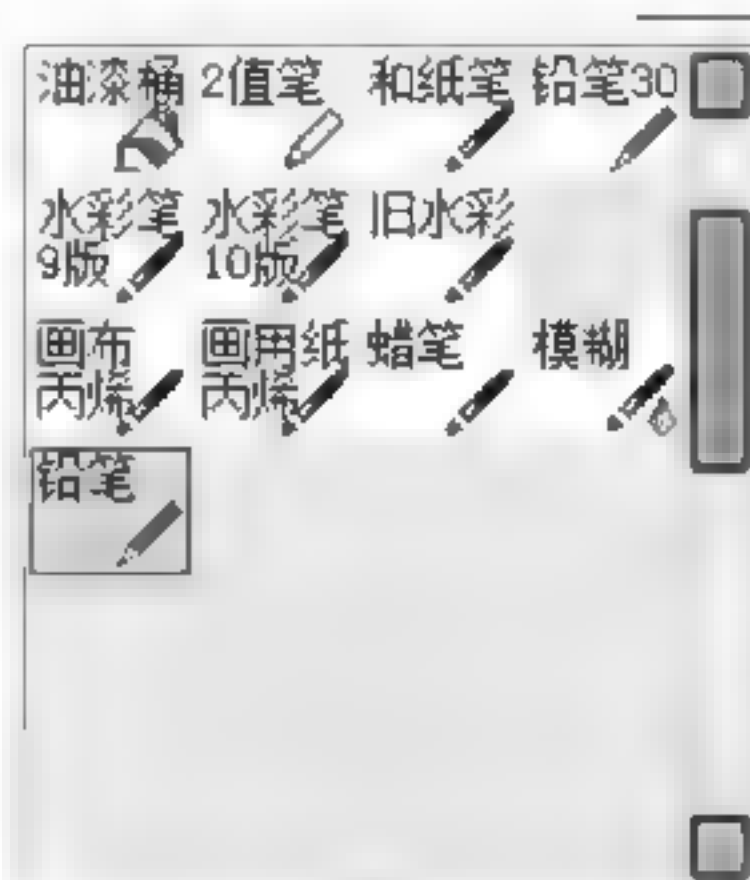 油漆桶 2值笔 和纸笔 铅笔30
水彩笔 水彩笔 旧水彩
9版 10版
画布 画用纸 蜡笔 模糊
丙烯 丙烯
铅笔